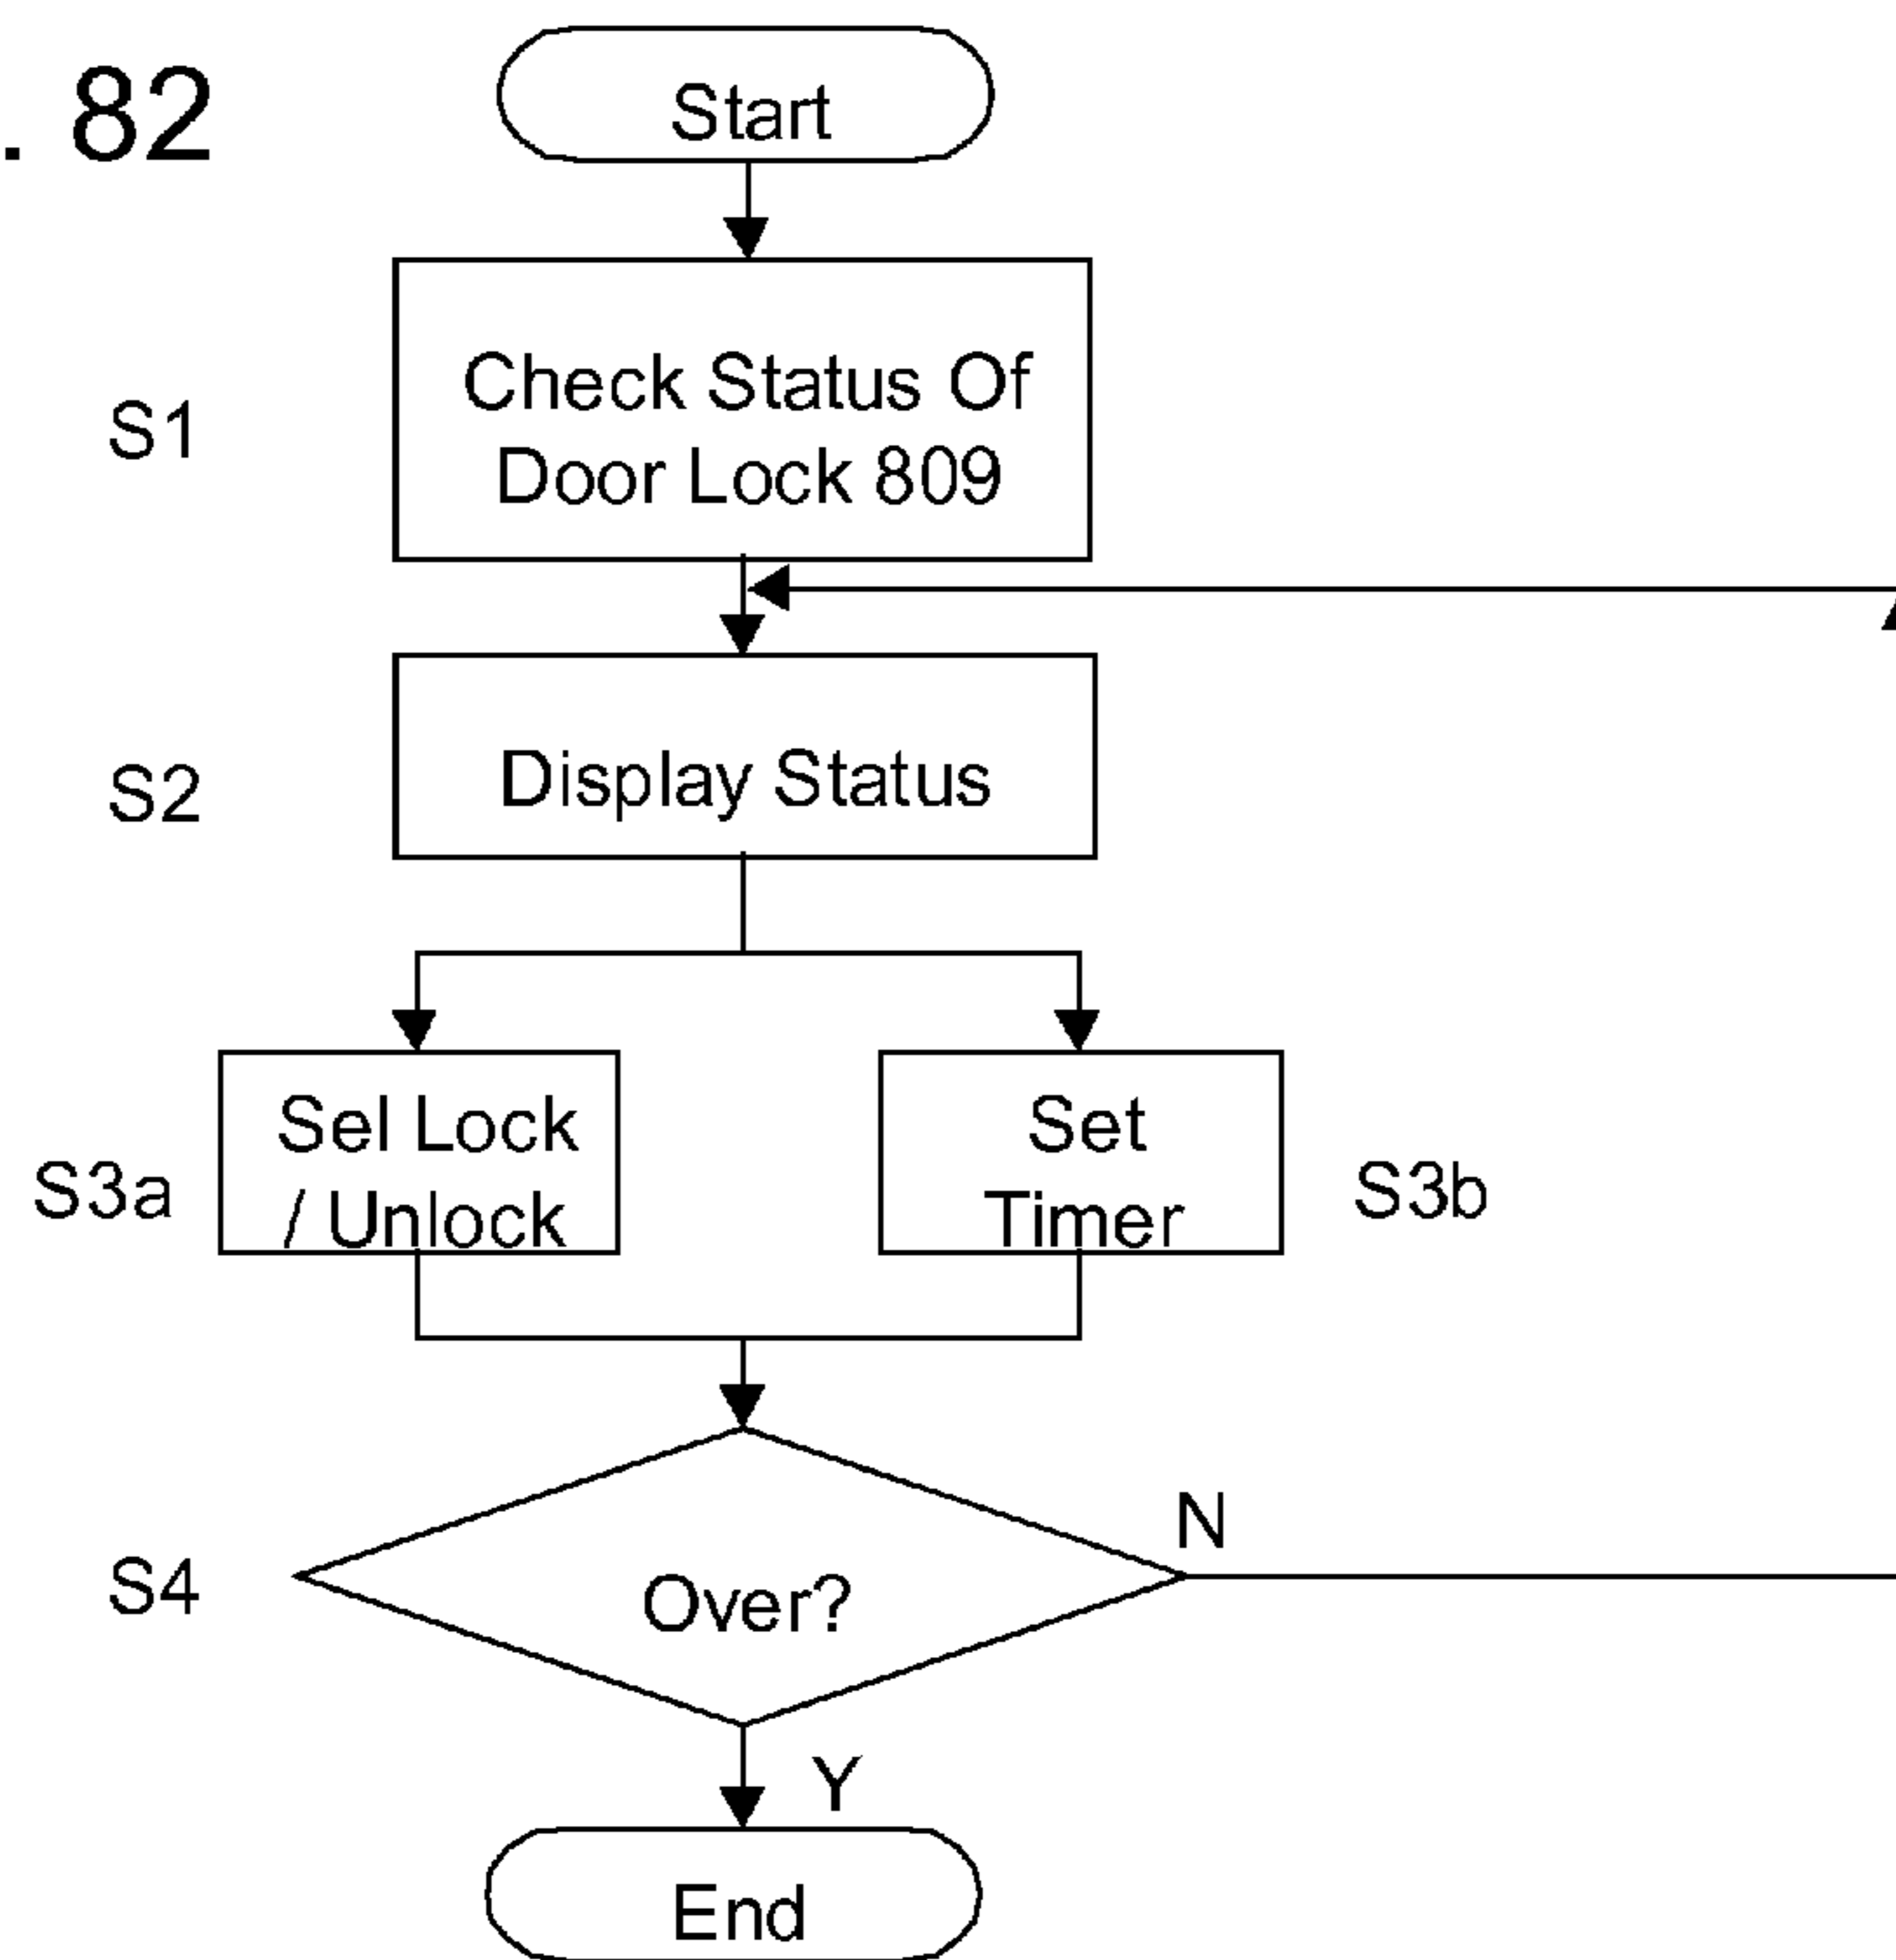 . 82
Start
S1
Check Status Of
Door Lock 809
S2
Display Status
S3a
Sel Lock
/ Unlock
Set
Timer
S3b
S4
Over?
N
Y
End